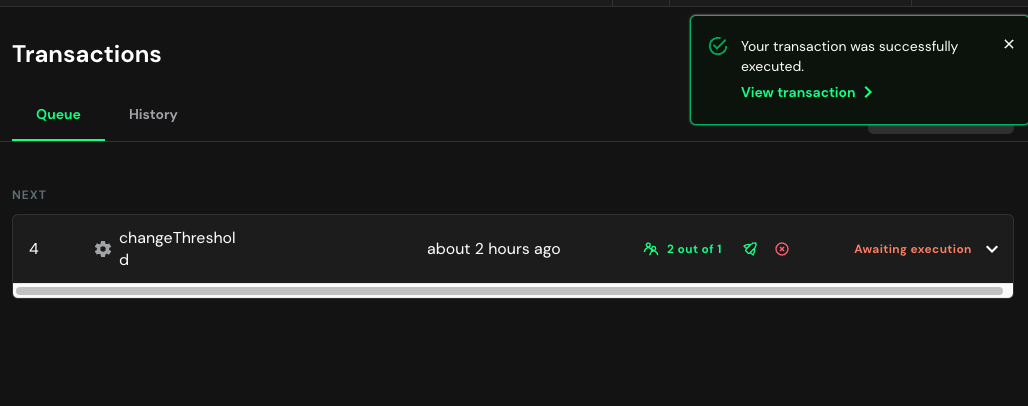 Transactions
Your transaction was successfully
executed.
View transaction
Queue
History
NEXT
4
changeThreshol
d
about 2 hours ago
2 out of 1
Awaiting execution